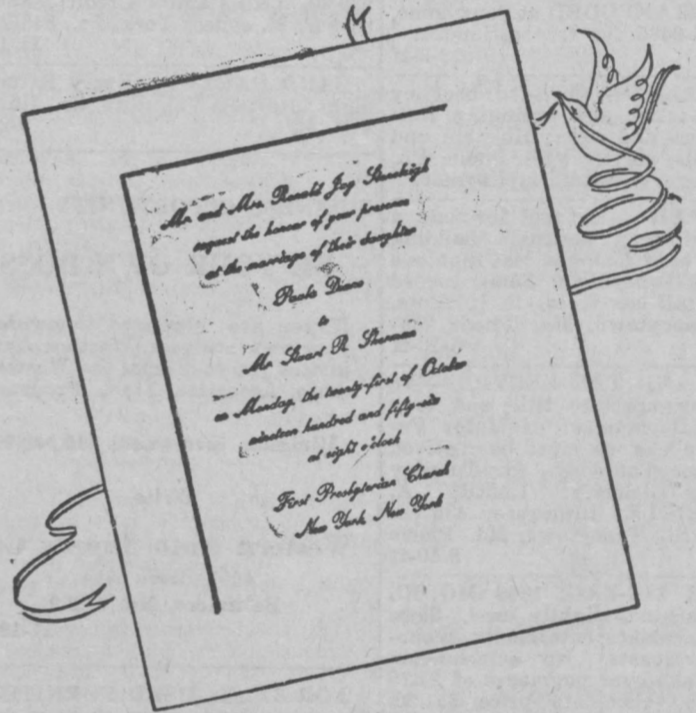 Mr. and Mrs. Ronald Jay Stanleigh
request the honour of your presence
at the marriage of their daughter
Paula Diane
to
Mr. Stuart R. Sherman
on Monday, the twenty-first of October
nineteen hundred and fifty-six
at eight o'clock
First Presbyterian Church
New York, New York